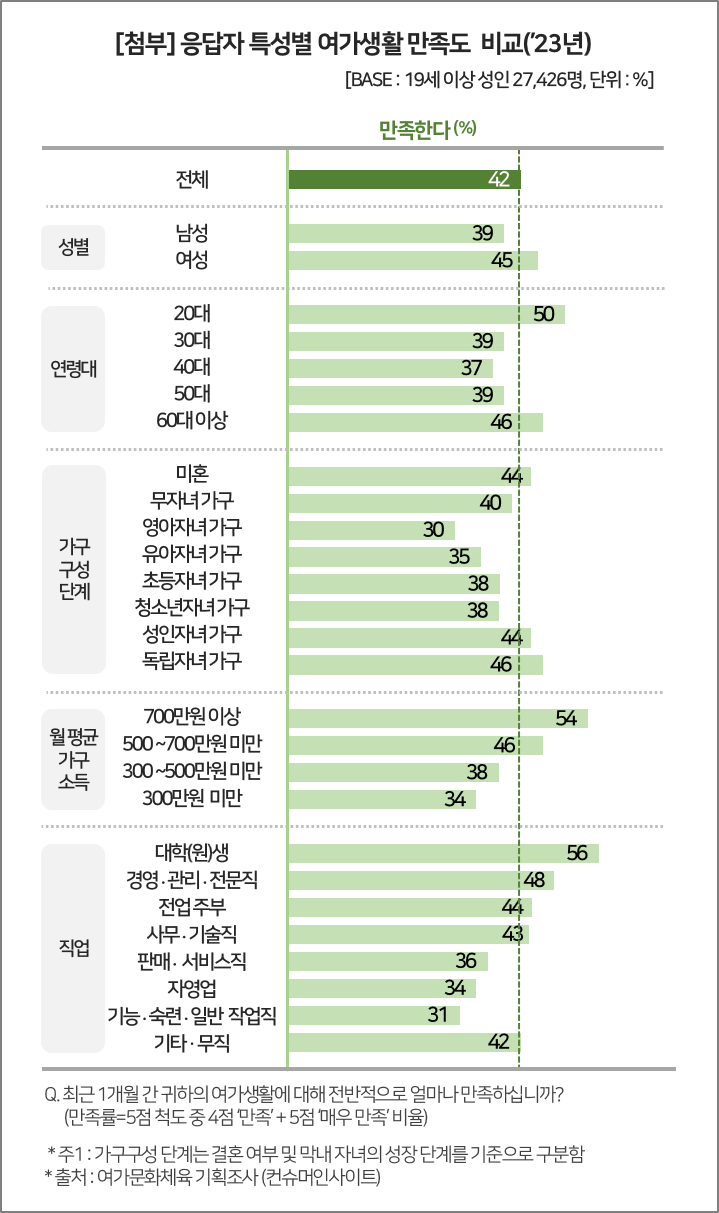 [첨부] 응답자 특성별 여가생활 만족도 비교('23년)
[BASE : 19세 이상 성인 27,426명, 단위 : %]
만족한다 (%)
전체 42
성별
남성 39
여성 45
연령대
20대 50
30대 39
40대 37
50대 39
60대 이상 46
가구
구성
단계
미혼 44
무자녀 가구 40
영아자녀 가구 30
유아자녀 가구 35
초등자녀 가구 38
청소년자녀 가구 38
성인자녀 가구 44
독립자녀 가구 46
월 평균
가구
소득
700만원 이상 54
500 ~700만원 미만 46
300 ~500만원 미만 38
300만원 미만 34
직업
대학(원)생 56
경영·관리·전문직 48
전업 주부 44
사무·기술직 43
판매· 서비스직 36
자영업 34
기능·숙련·일반 작업직 31
기타·무직 42
Q. 최근 1개월 간 귀하의 여가생활에 대해 전반적으로 얼마나 만족하십니까?
(만족률=5점 척도 중 4점 '만족' + 5점 '매우 만족' 비율)
* 주1 : 가구구성 단계는 결혼 여부 및 막내 자녀의 성장 단계를 기준으로 구분함
* 출처 : 여가문화체육 기획조사 (컨슈머인사이트)